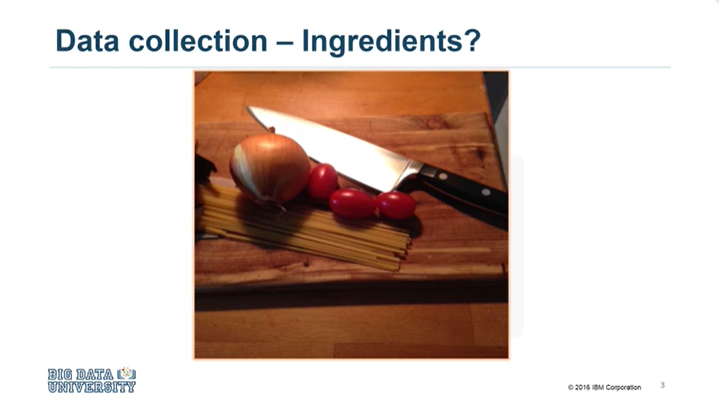 Data collection – Ingredients?
BIG DATA
UNIVERSITY
© 2016 IBM Corporation
3